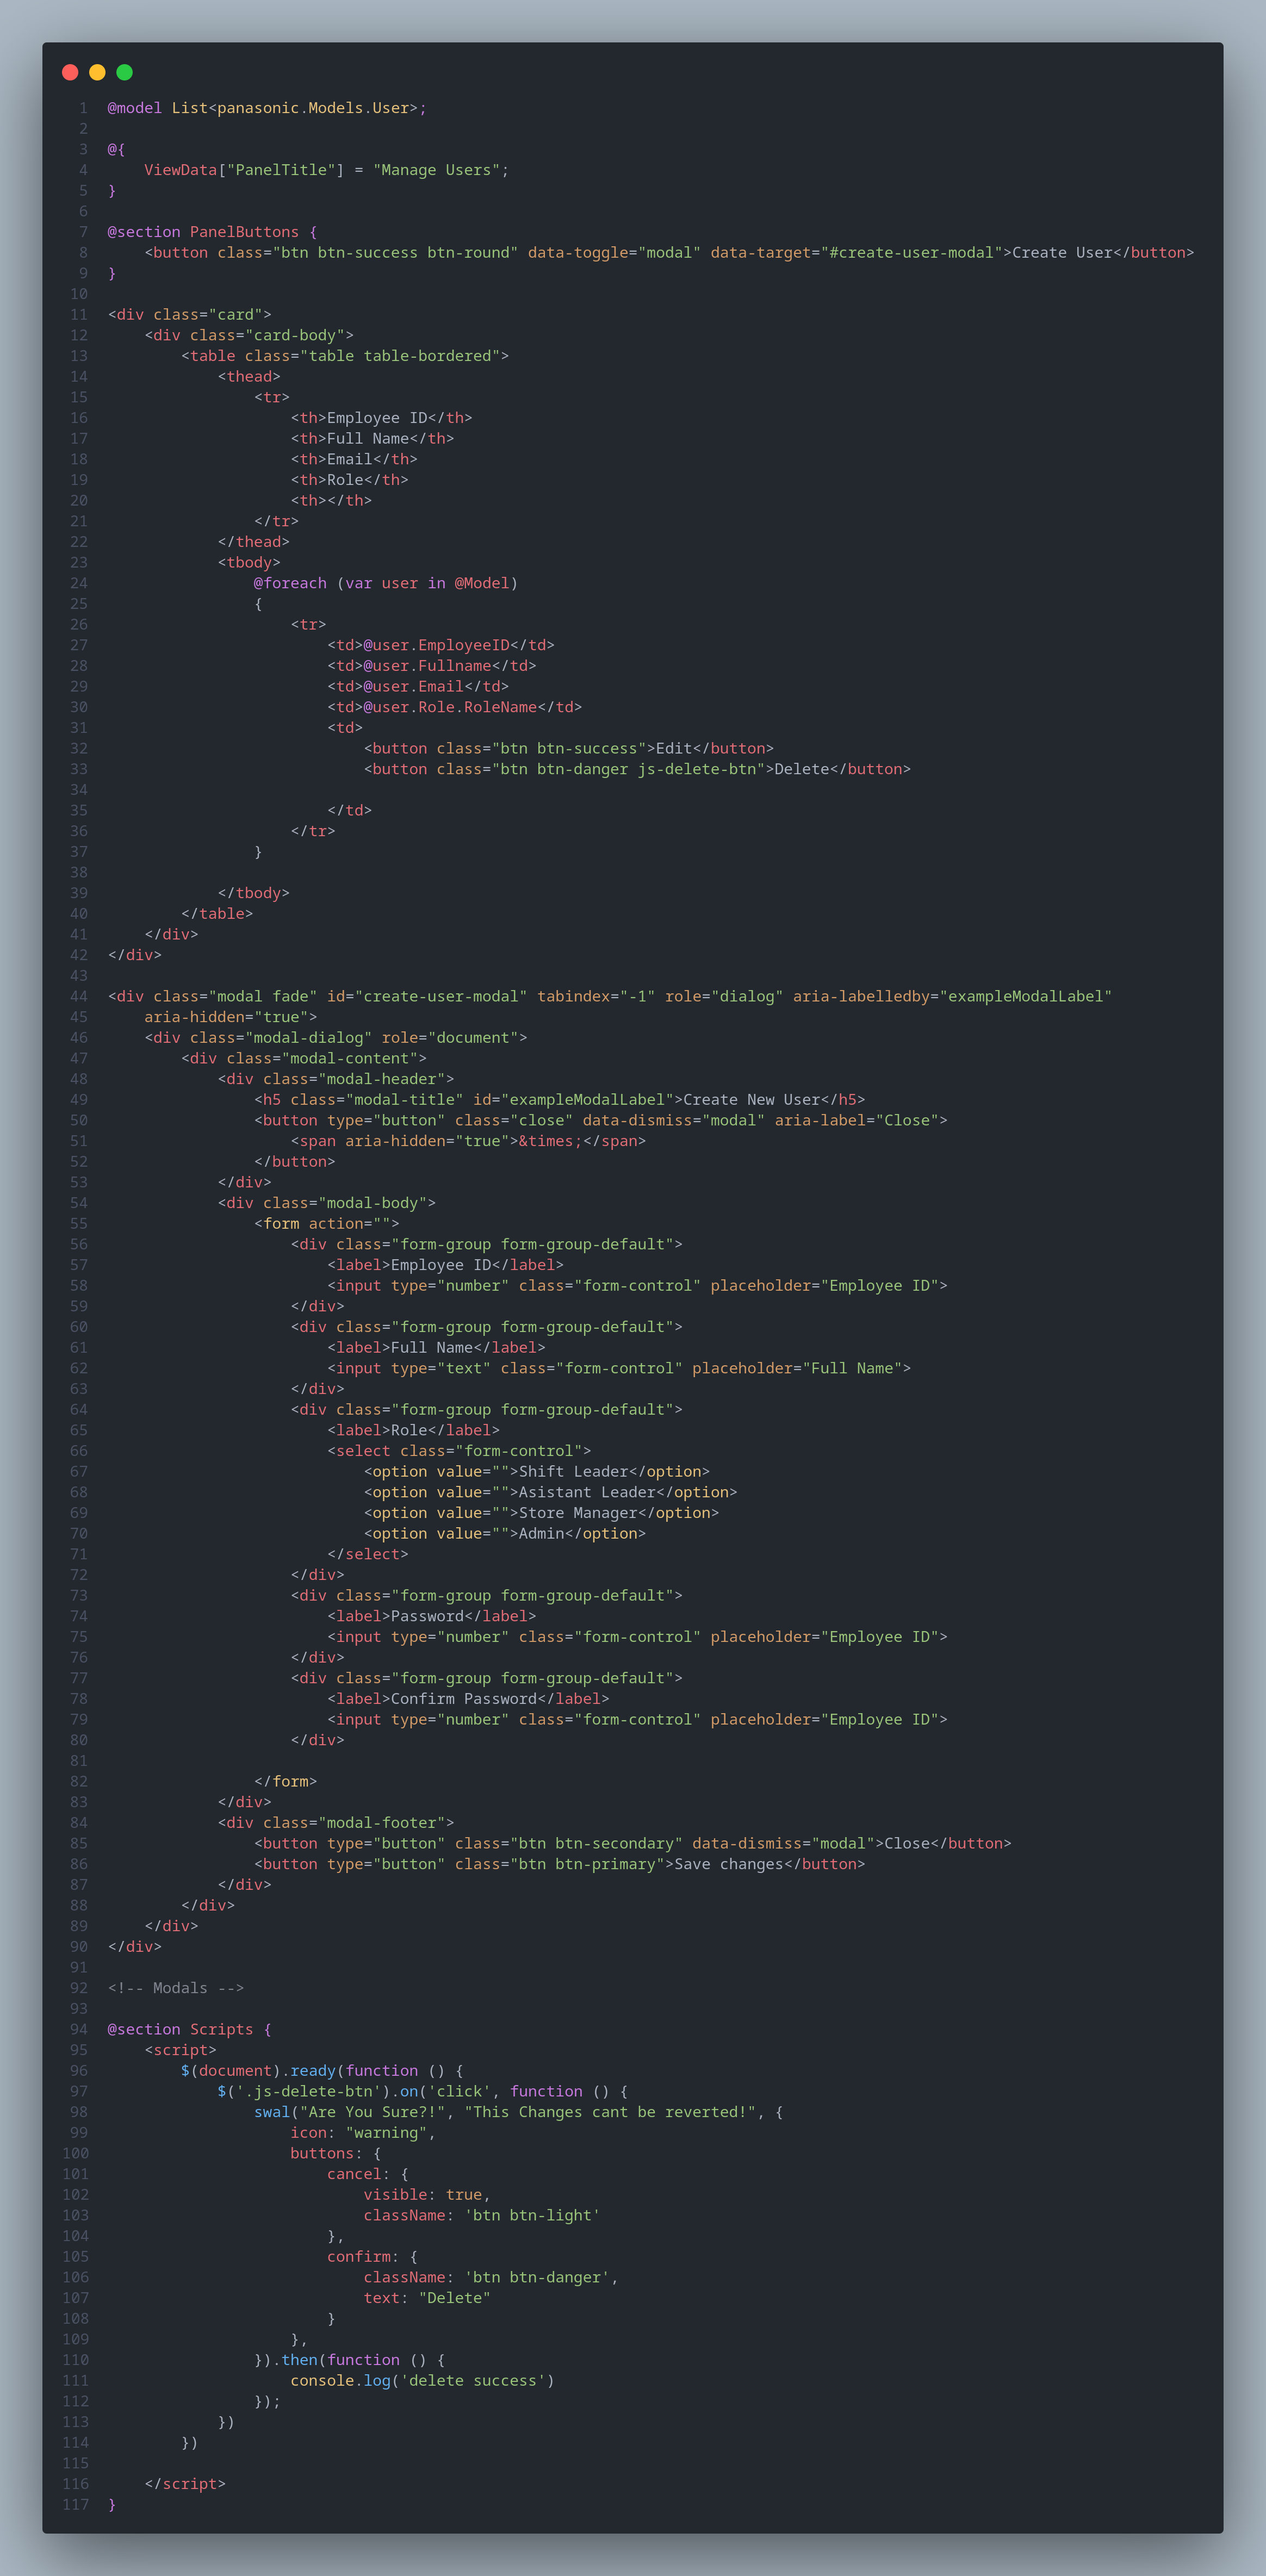 1 @model List<panasonic.Models.User>;
2
3 @{
4     ViewData["PanelTitle"] = "Manage Users";
5 }
6
7 @section PanelButtons {
8     <button class="btn btn-success btn-round" data-toggle="modal" data-target="#create-user-modal">Create User</button>
9 }
10
11 <div class="card">
12     <div class="card-body">
13         <table class="table table-bordered">
14             <thead>
15                 <tr>
16                     <th>Employee ID</th>
17                     <th>Full Name</th>
18                     <th>Email</th>
19                     <th>Role</th>
20                     <th></th>
21                 </tr>
22             </thead>
23             <tbody>
24                 @foreach (var user in @Model)
25                 {
26                     <tr>
27                         <td>@user.EmployeeID</td>
28                         <td>@user.Fullname</td>
29                         <td>@user.Email</td>
30                         <td>@user.Role.RoleName</td>
31                         <td>
32                             <button class="btn btn-success">Edit</button>
33                             <button class="btn btn-danger js-delete-btn">Delete</button>
34
35                         </td>
36                     </tr>
37                 }
38
39             </tbody>
40         </table>
41     </div>
42 </div>
43
44 <div class="modal fade" id="create-user-modal" tabindex="-1" role="dialog" aria-labelledby="exampleModalLabel"
45     aria-hidden="true">
46     <div class="modal-dialog" role="document">
47         <div class="modal-content">
48             <div class="modal-header">
49                 <h5 class="modal-title" id="exampleModalLabel">Create New User</h5>
50                 <button type="button" class="close" data-dismiss="modal" aria-label="Close">
51                     <span aria-hidden="true">&times;</span>
52                 </button>
53             </div>
54             <div class="modal-body">
55                 <form action="">
56                     <div class="form-group form-group-default">
57                         <label>Employee ID</label>
58                         <input type="number" class="form-control" placeholder="Employee ID">
59                     </div>
60                     <div class="form-group form-group-default">
61                         <label>Full Name</label>
62                         <input type="text" class="form-control" placeholder="Full Name">
63                     </div>
64                     <div class="form-group form-group-default">
65                         <label>Role</label>
66                         <select class="form-control">
67                             <option value="">Shift Leader</option>
68                             <option value="">Asistant Leader</option>
69                             <option value="">Store Manager</option>
70                             <option value="">Admin</option>
71                         </select>
72                     </div>
73                     <div class="form-group form-group-default">
74                         <label>Password</label>
75                         <input type="number" class="form-control" placeholder="Employee ID">
76                     </div>
77                     <div class="form-group form-group-default">
78                         <label>Confirm Password</label>
79                         <input type="number" class="form-control" placeholder="Employee ID">
80                     </div>
81
82                 </form>
83             </div>
84             <div class="modal-footer">
85                 <button type="button" class="btn btn-secondary" data-dismiss="modal">Close</button>
86                 <button type="button" class="btn btn-primary">Save changes</button>
87             </div>
88         </div>
89     </div>
90 </div>
91
92 <!-- Modals -->
93
94 @section Scripts {
95     <script>
96         $(document).ready(function () {
97             $('.js-delete-btn').on('click', function () {
98                 swal("Are You Sure?!", "This Changes cant be reverted!", {
99                     icon: "warning",
100                     buttons: {
101                         cancel: {
102                             visible: true,
103                             className: 'btn btn-light'
104                         },
105                         confirm: {
106                             className: 'btn btn-danger',
107                             text: "Delete"
108                         }
109                     },
110                 }).then(function () {
111                     console.log('delete success')
112                 });
113             })
114         })
115
116     </script>
117 }